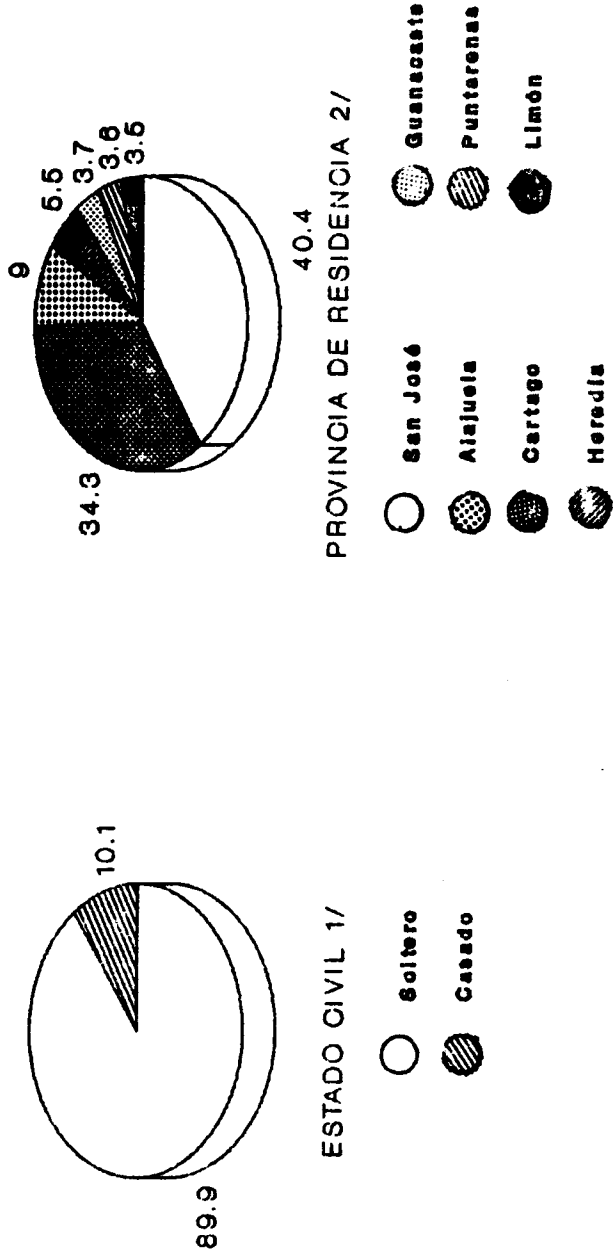 89.9
10.1
ESTADO CIVIL 1/
Soltero
Casado
34.3
9
5.5
3.7
3.6
3.5
40.4
PROVINCIA DE RESIDENCIA 2/
San José
Alajuela
Cartago
Heredia
Guanacaste
Puntarenas
Limón